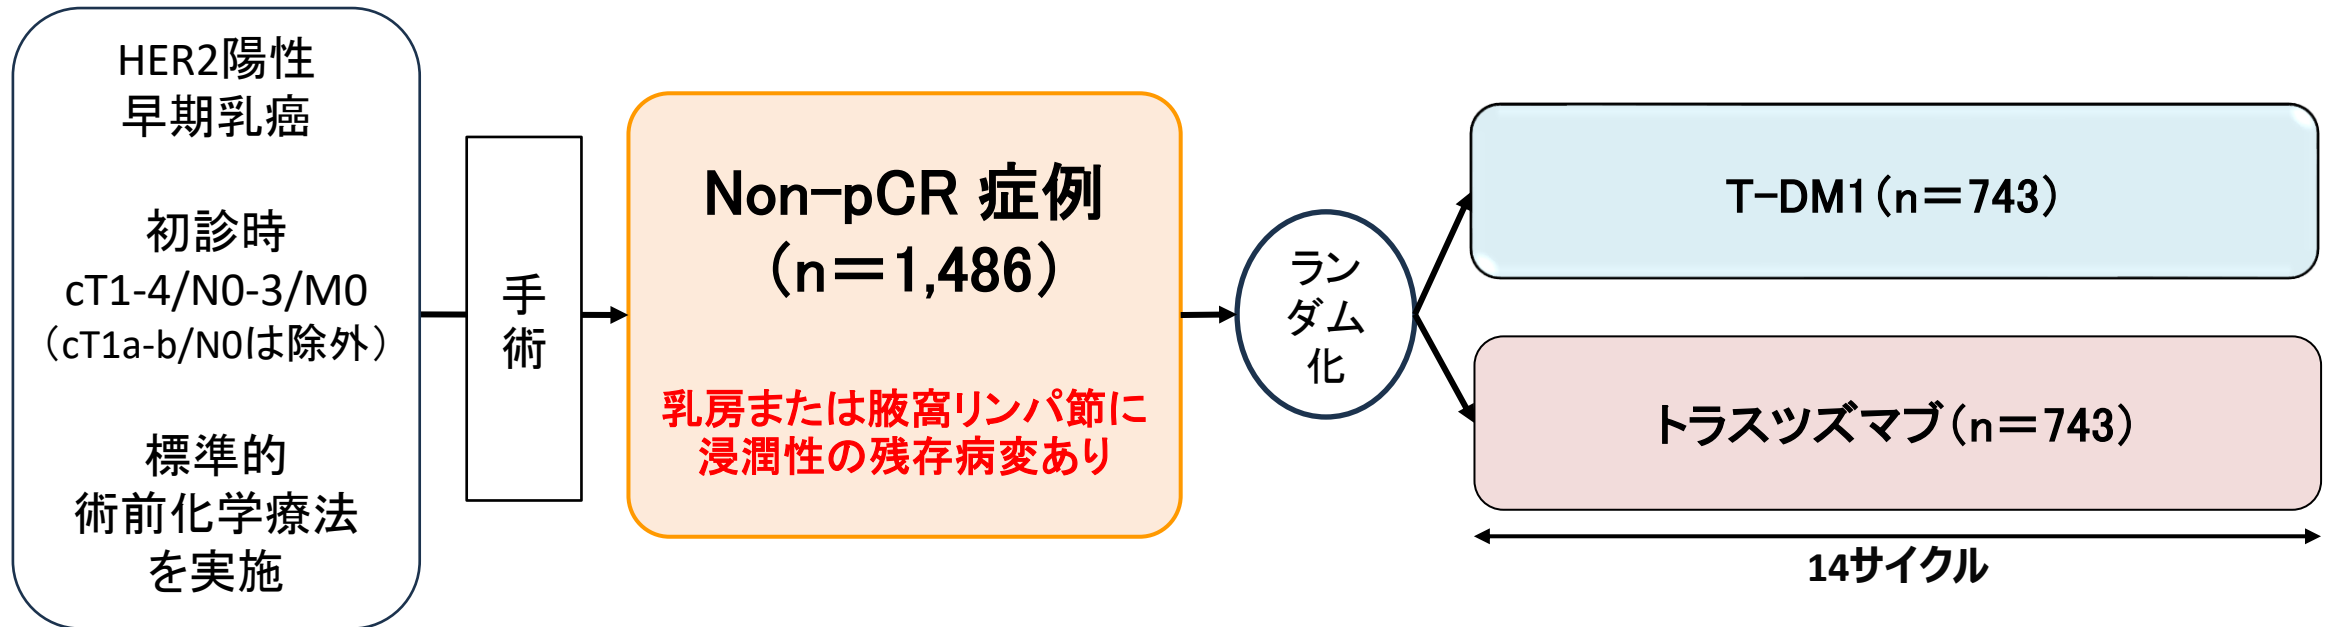 HER2陽性
早期乳癌
初診時
cT1-4/N0-3/M0
（cT1a-b/N0は除外）
標準的
術前化学療法
を実施
手
術
Non-pCR 症例
（n＝1,486）
乳房または腋窩リンパ節に
浸潤性の残存病変あり
ラン
ダム
化
T-DM1（n＝743）
トラスツズマブ（n＝743）
14サイクル